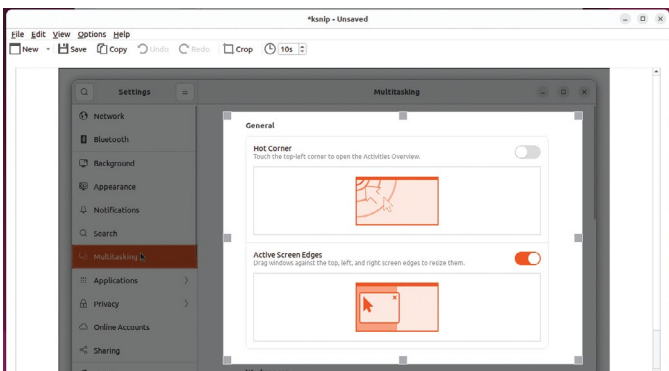 *ksnip - Unsaved
File Edit View Options Help
New Save Copy Undo Redo Crop 10s
Settings
Multitasking
Network
Bluetooth
Background
Appearance
Notifications
Search
Multitasking
Applications
Privacy
Online Accounts
Sharing
General
Hot Corner
Touch the top-left corner to open the Activities Overview.
Active Screen Edges
Drag windows against the top, left, and right screen edges to resize them.